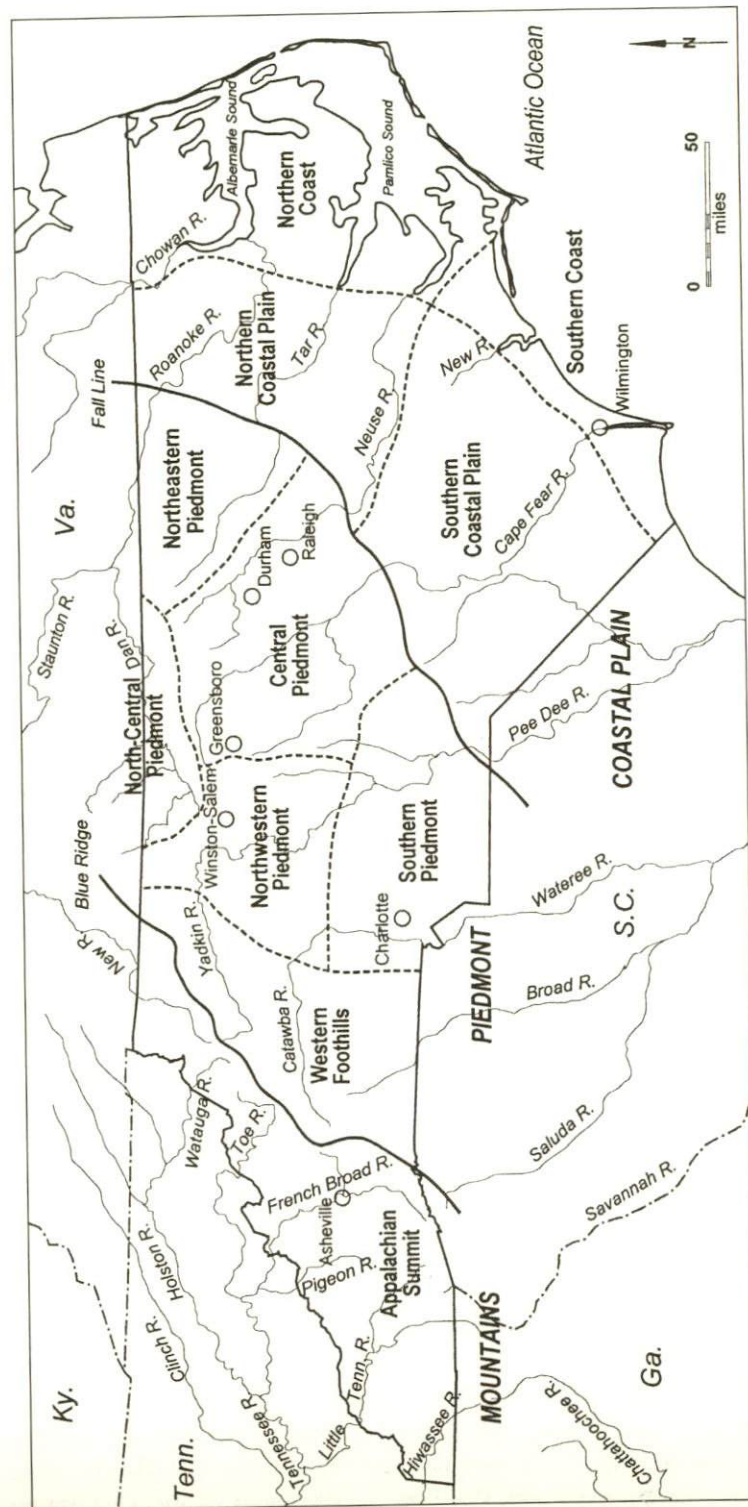 Ky.
Va.
Tenn.
Clinch R.
Holston R.
Watauga R.
Toe R.
New R.
Blue Ridge
Staunton R.
Dan R.
Fall Line
Chowan R.
Roanoke R.
Albemarle Sound
North-Central
Piedmont
Northeastern
Piedmont
Northern
Coastal Plain
Northern
Coast
Tennessee R.
Little
Tenn. R.
Pigeon R.
French Broad R.
Asheville
Appalachian
Summit
Hiwassee R.
Yadkin R.
Winston-Salem
Greensboro
Northwestern
Piedmont
Catawba R.
Western
Foothills
Central
Piedmont
Durham
Raleigh
Tar R.
Neuse R.
Pamlico Sound
Charlotte
Southern
Piedmont
Southern
Coastal Plain
Cape Fear R.
New R.
Wilmington
Southern Coast
Atlantic Ocean
MOUNTAINS
PIEDMONT
COASTAL PLAIN
Ga.
Chattahoochee R.
Savannah R.
Saluda R.
Broad R.
S.C.
Wateree R.
Pee Dee R.
N
0
50
miles